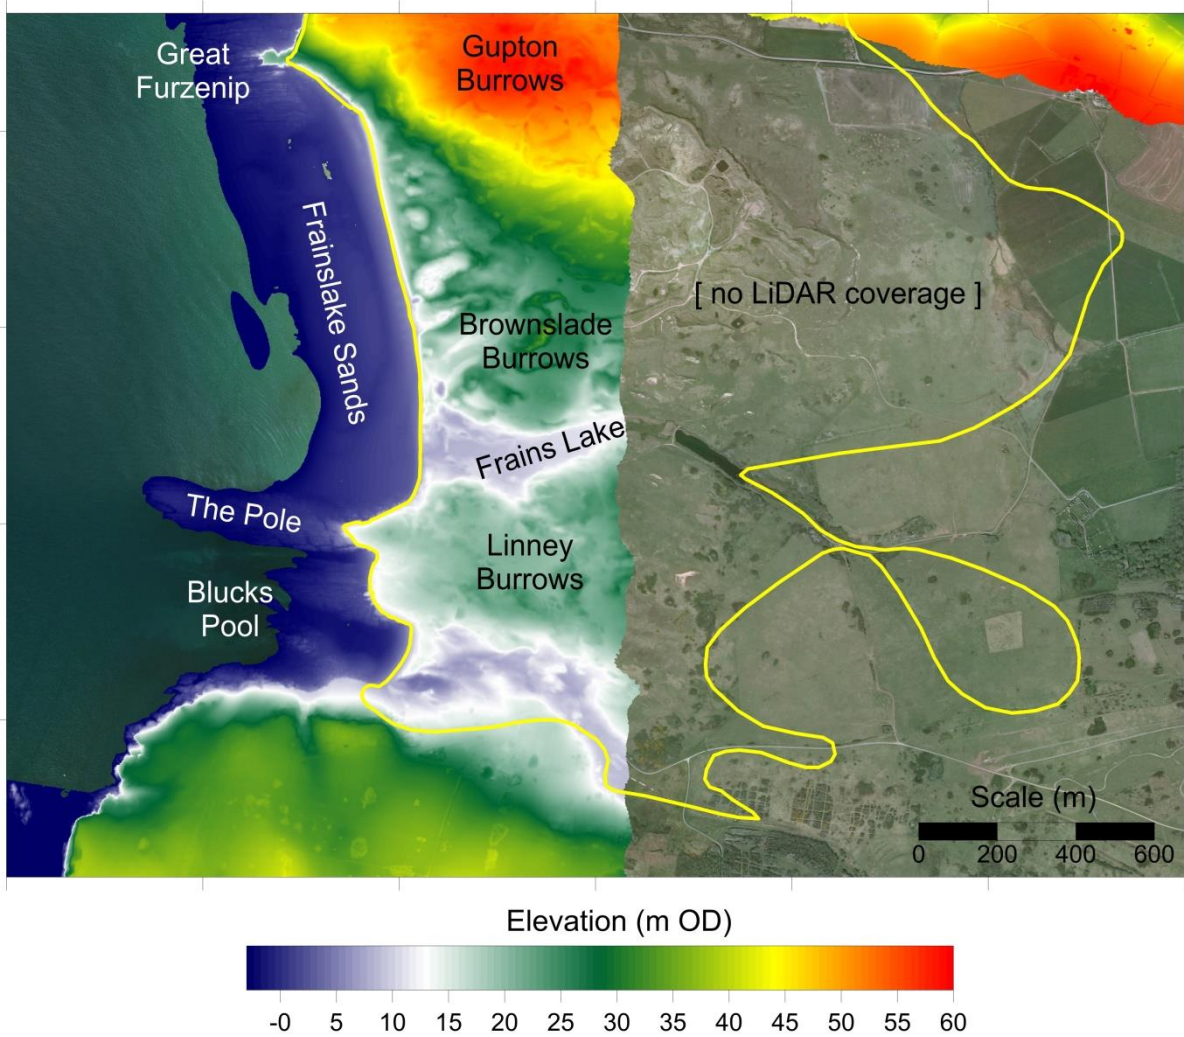 Great
Furzenip
Gupton
Burrows
Frainslake Sands
[ no LiDAR coverage ]
Brownslade
Burrows
Frains Lake
The Pole
Linney
Burrows
Blucks
Pool
Scale (m)
0 200 400 600
Elevation (m OD)
-0 5 10 15 20 25 30 35 40 45 50 55 60